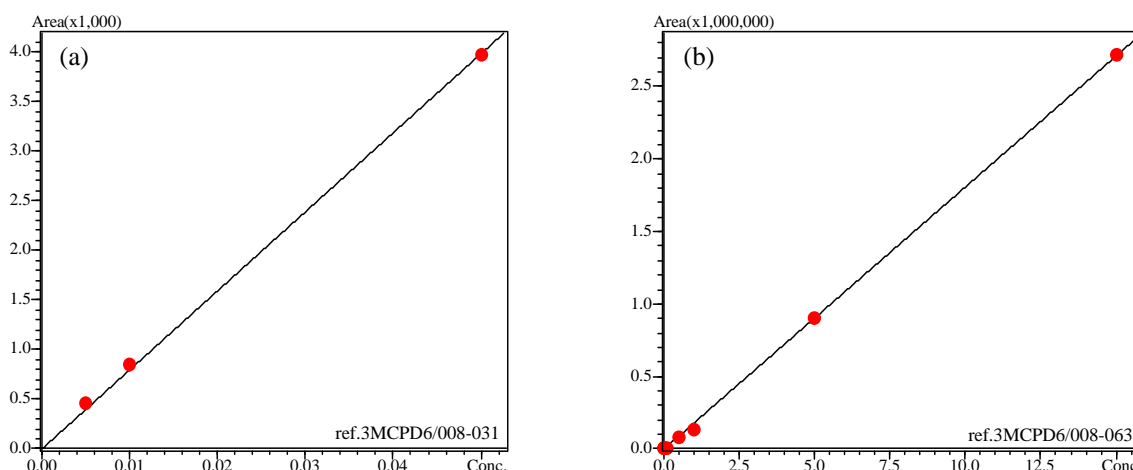 Area(x1,000)
(a)
4.0
3.5
3.0
2.5
2.0
1.5
1.0
0.5
0.0
ref.3MCPD6/008-031
0.00 0.01 0.02 0.03 0.04 Conc.
Area(x1,000,000)
(b)
2.5
2.0
1.5
1.0
0.5
0.0
ref.3MCPD6/008-063
0.0 2.5 5.0 7.5 10.0 12.5 Conc